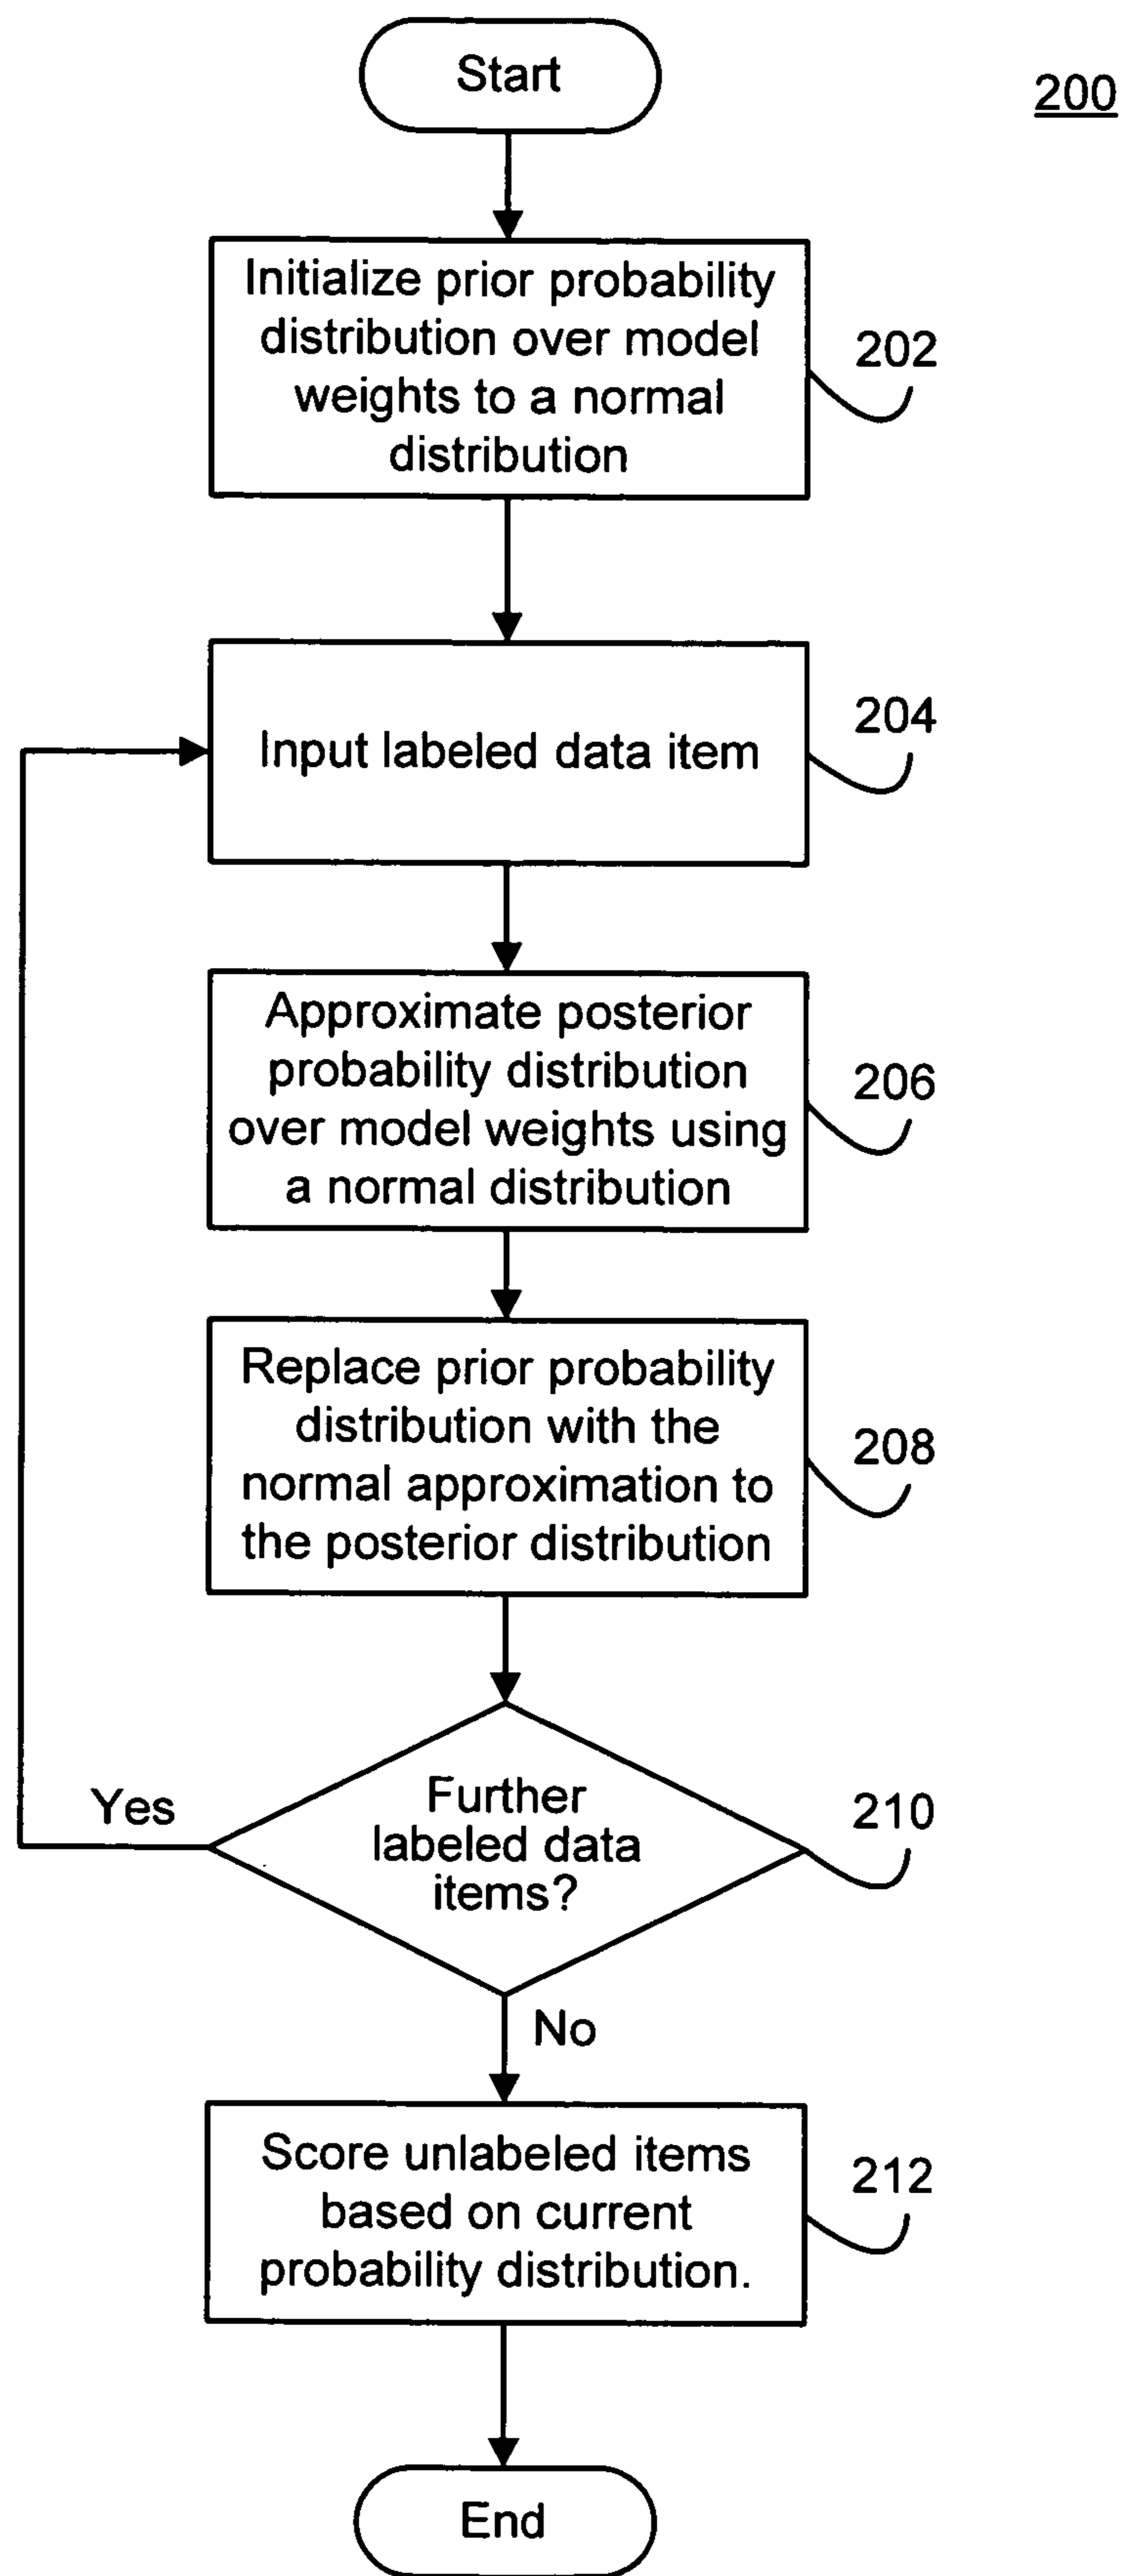 Start
200
Initialize prior probability
distribution over model
weights to a normal
distribution
202
Input labeled data item
204
Approximate posterior
probability distribution
over model weights using
a normal distribution
206
Replace prior probability
distribution with the
normal approximation to
the posterior distribution
208
Further
labeled data
items?
210
Yes
No
Score unlabeled items
based on current
probability distribution.
212
End